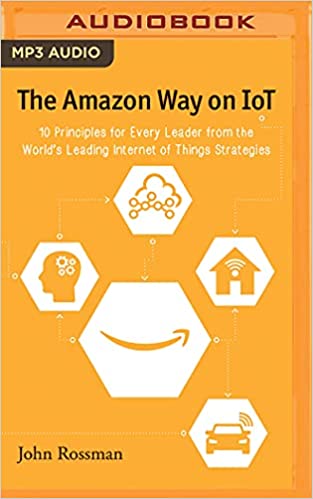 AUDIOBOOK
MP3 AUDIO
The Amazon Way on IoT
10 Principles for Every Leader from the
World's Leading Internet of Things Strategies
John Rossman